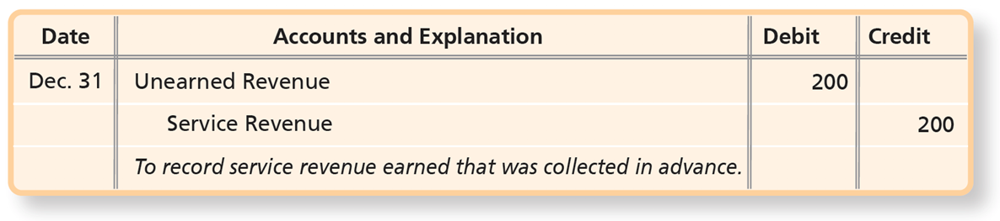 Date Accounts and Explanation Debit Credit
Dec. 31 Unearned Revenue 200
Service Revenue 200
To record service revenue earned that was collected in advance.